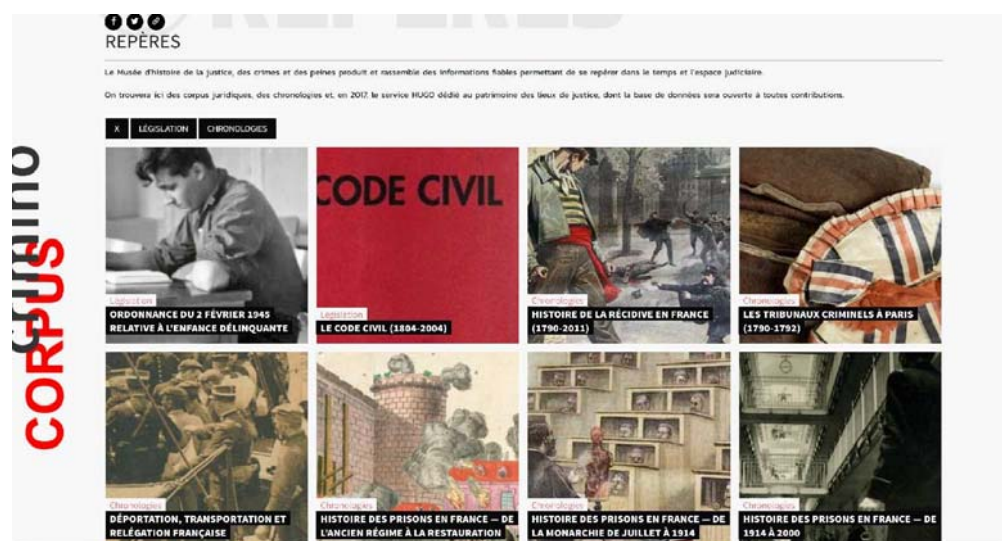 REPÈRES
REPÈRES
Le Musée d'histoire de la justice, des crimes et des peines produit et rassemble des informations fiables permettant de se repérer dans le temps et l'espace judiciaire.
On trouvera ici des corpus juridiques, des chronologies et, en 2017, le service HUGO dédié au patrimoine des lieux de justice, dont la base de données sera ouverte à toutes contributions.
X LÉGISLATION CHRONOLOGIES
CODE CIVIL
Législation
ORDONNANCE DU 2 FÉVRIER 1945
RELATIVE À L'ENFANCE DÉLINQUANTE
Législation
LE CODE CIVIL (1804-2004)
Chronologies
HISTOIRE DE LA RÉCIDIVE EN FRANCE
(1790-2011)
Chronologies
LES TRIBUNAUX CRIMINELS À PARIS
(1790-1792)
Chronologies
DÉPORTATION, TRANSPORTATION ET
RELÉGATION FRANÇAISE
Chronologies
HISTOIRE DES PRISONS EN FRANCE — DE
L'ANCIEN RÉGIME À LA RESTAURATION
Chronologies
HISTOIRE DES PRISONS EN FRANCE — DE
LA MONARCHIE DE JUILLET À 1914
Chronologies
HISTOIRE DES PRISONS EN FRANCE — DE
1914 À 2000
Crimino
CORPUS